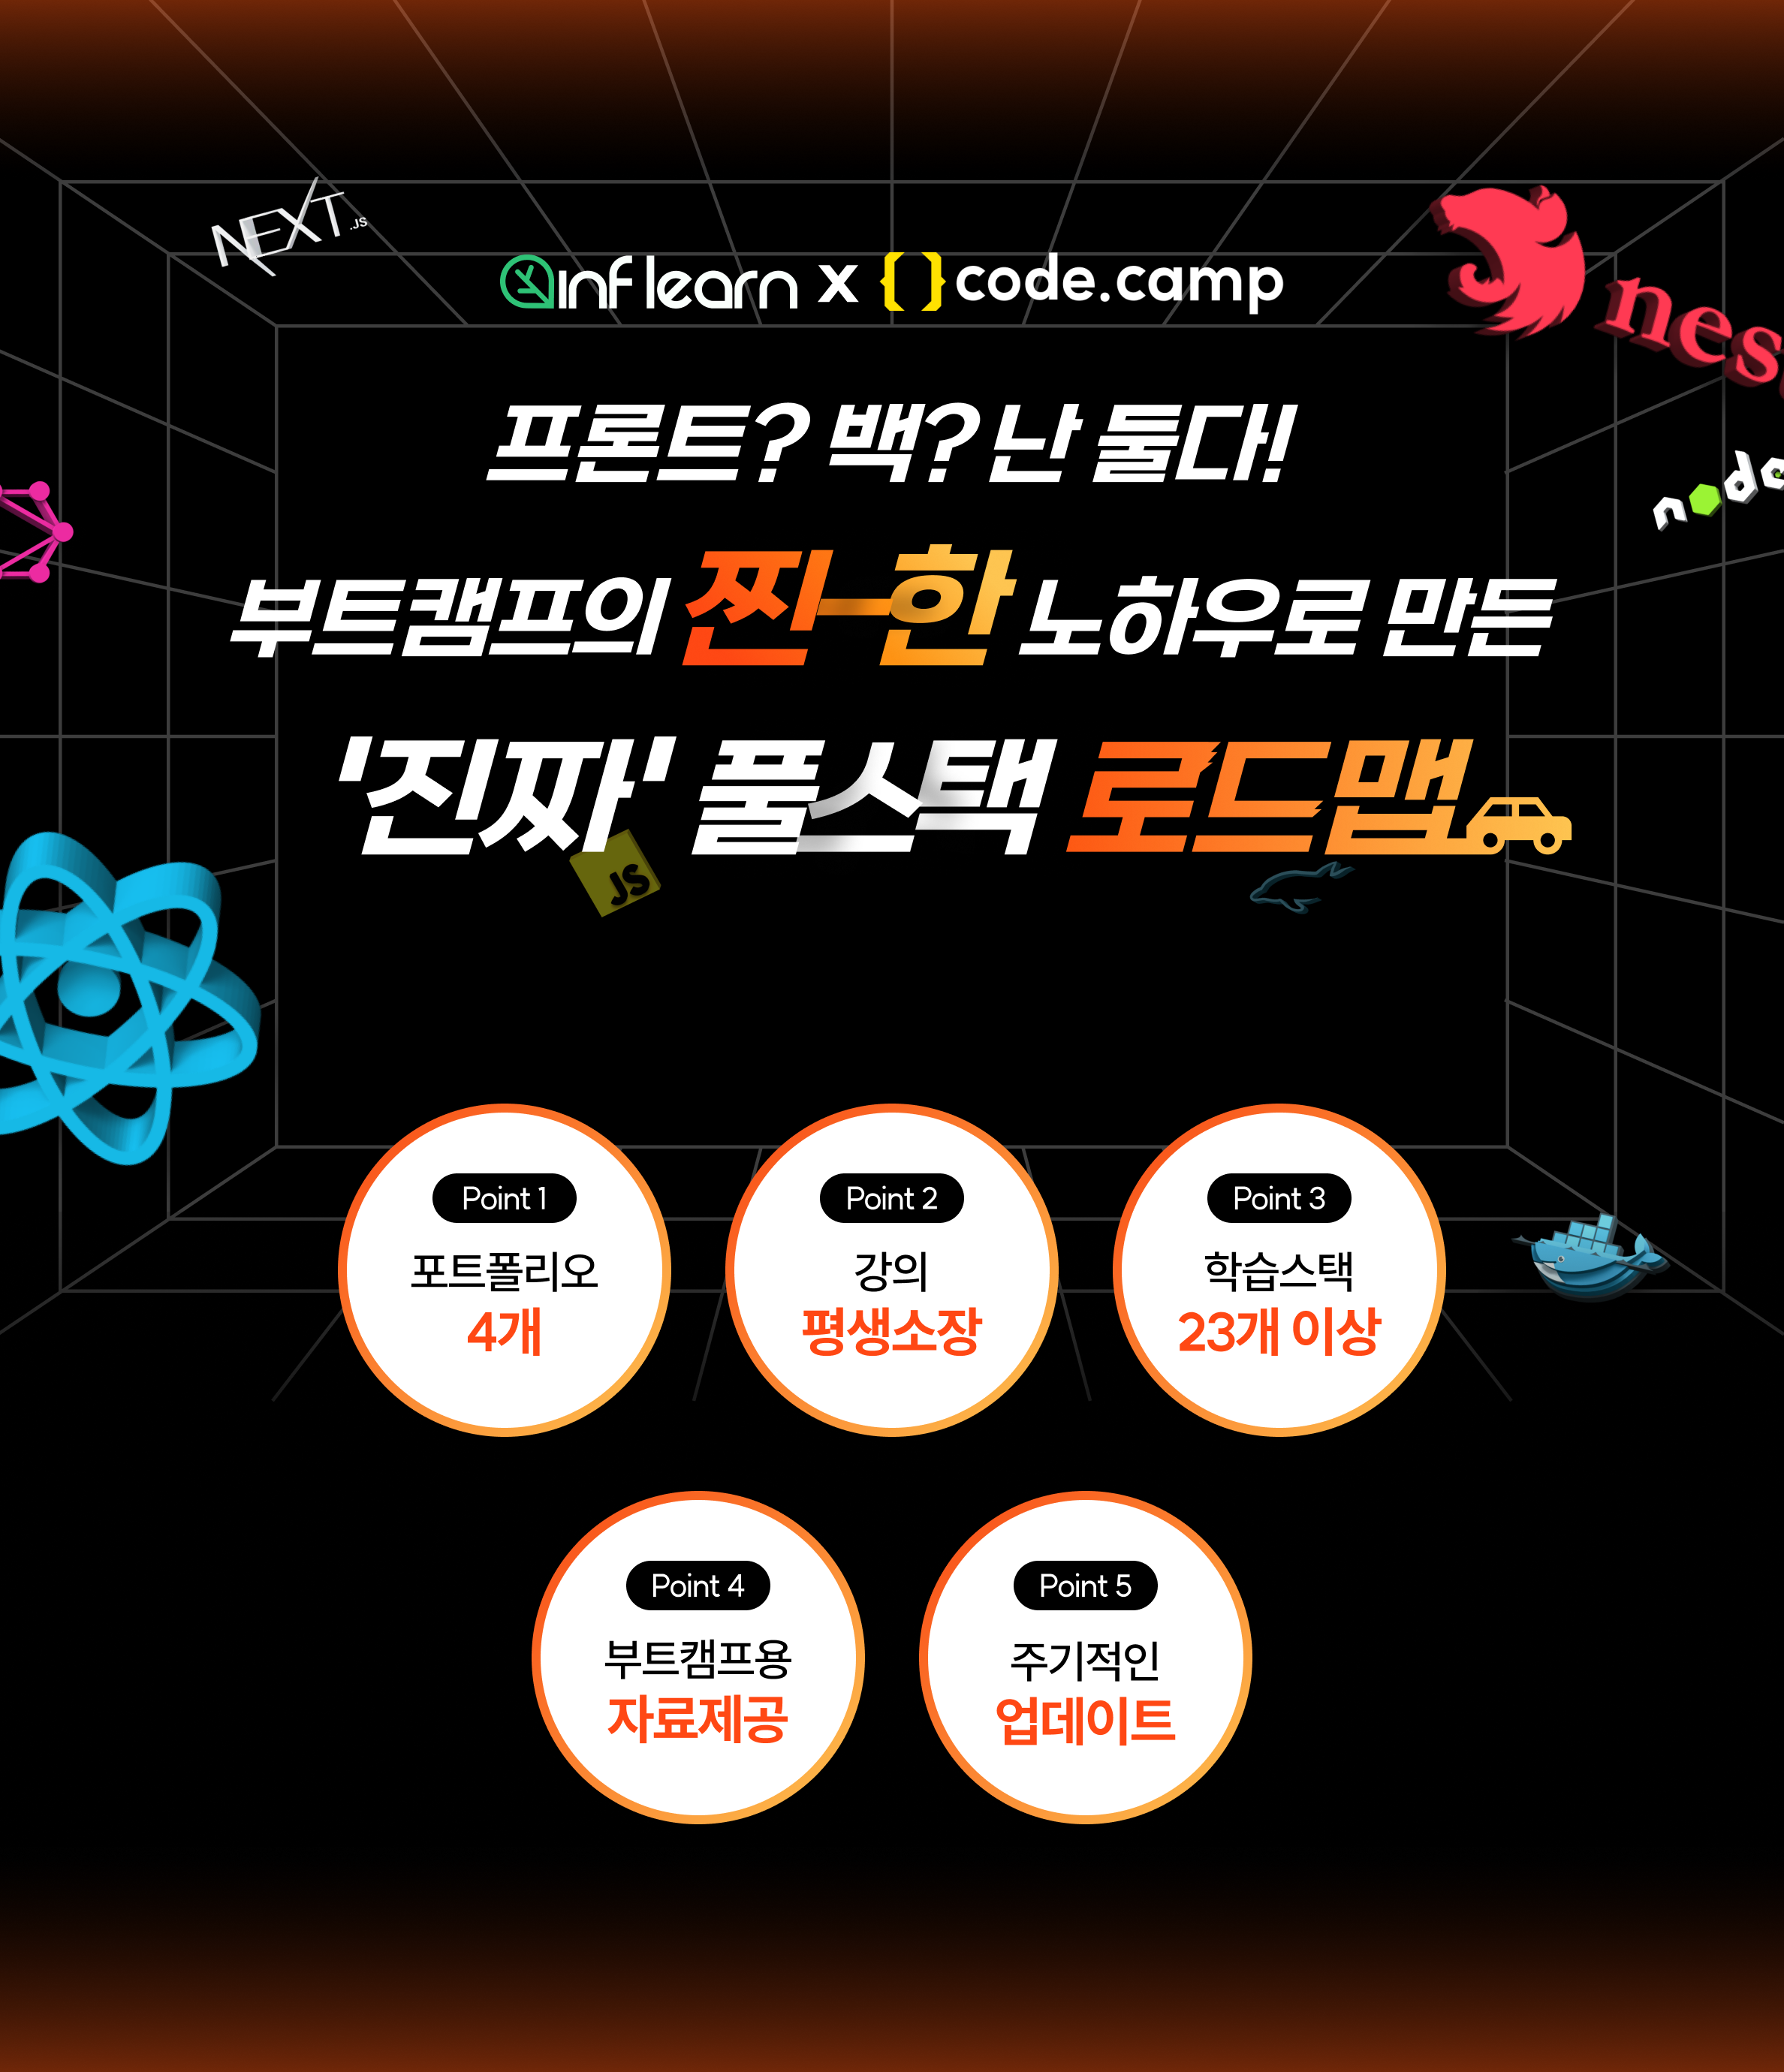 NEXT.JS
inflearn x { } code.camp
nes
node
프론트? 백? 난 둘다!
부트캠프의 찐-한 노하우로 만든
'진짜' 풀스택 로드맵
JS
Point 1
포트폴리오
4개
Point 2
강의
평생소장
Point 3
학습스택
23개 이상
Point 4
부트캠프용
자료제공
Point 5
주기적인
업데이트